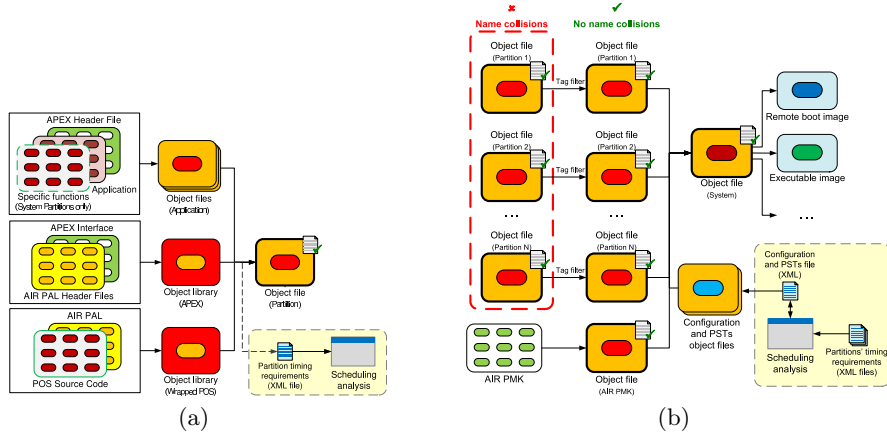 APEX Header File
Application
Specific functions
(System Partitions only)
Object files
(Application)
APEX Interface
AIR PAL Header Files
Object library
(APEX)
Object file
(Partition)
AIR PAL
POS Source Code
Object library
(Wrapped POS)
Partition timing
requirements
(XML file)
Scheduling
analysis
(a)
Name collisions
No name collisions
Object file
(Partition 1)
Tag filter
Object file
(Partition 1)
Object file
(Partition 2)
Tag filter
Object file
(Partition 2)
...
...
Object file
(Partition N)
Tag filter
Object file
(Partition N)
AIR PMK
Object file
(AIR PMK)
Object file
(System)
Remote boot image
Executable image
...
Configuration
and PSTs
object files
Configuration
and PSTs file
(XML)
Scheduling
analysis
Partitions' timing
requirements
(XML files)
(b)